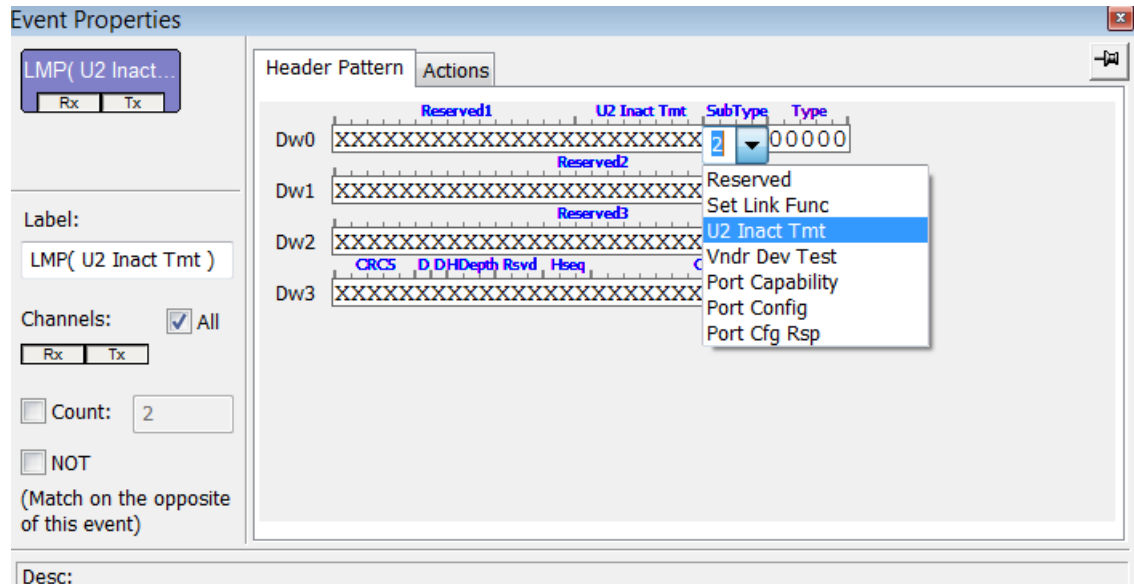 Event Properties
x
LMP( U2 Inact...
Rx Tx
Header Pattern
Actions
Reserved1 U2 Inact Tmt SubType Type
Dw0 XXXXXXXXXXXXXXXXXXXXXXX 2 00000
Reserved2
Dw1 XXXXXXXXXXXXXXXXXXXXXXX
Reserved3
Dw2 XXXXXXXXXXXXXXXXXXXXXXX
CRC5 D DHDepth Rsvd Hseq C
Dw3 XXXXXXXXXXXXXXXXXXXXXXX
Reserved
Set Link Func
U2 Inact Tmt
Vndr Dev Test
Port Capability
Port Config
Port Cfg Rsp
Label:
LMP( U2 Inact Tmt )
Channels: All
Rx Tx
Count: 2
NOT
(Match on the opposite
of this event)
Desc: